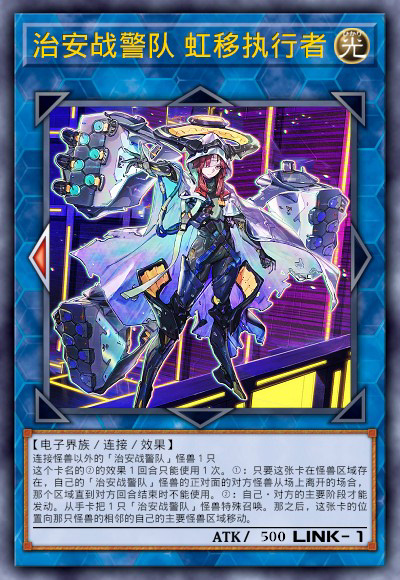 治安战警队 虹移执行者
光
【电子界族／连接／效果】
连接怪兽以外的「治安战警队」怪兽1只
这个卡名的②的效果1回合只能使用1次。①：只要这张卡在怪兽区域存
在，自己的「治安战警队」怪兽的正对面的对方怪兽从场上离开的场合，
那个区域直到对方回合结束时不能使用。②：自己·对方的主要阶段才能
发动。从手卡把1只「治安战警队」怪兽特殊召唤。那之后，这张卡的位
置向那只怪兽的相邻的自己的主要怪兽区域移动。
ATK/ 500 LINK-1